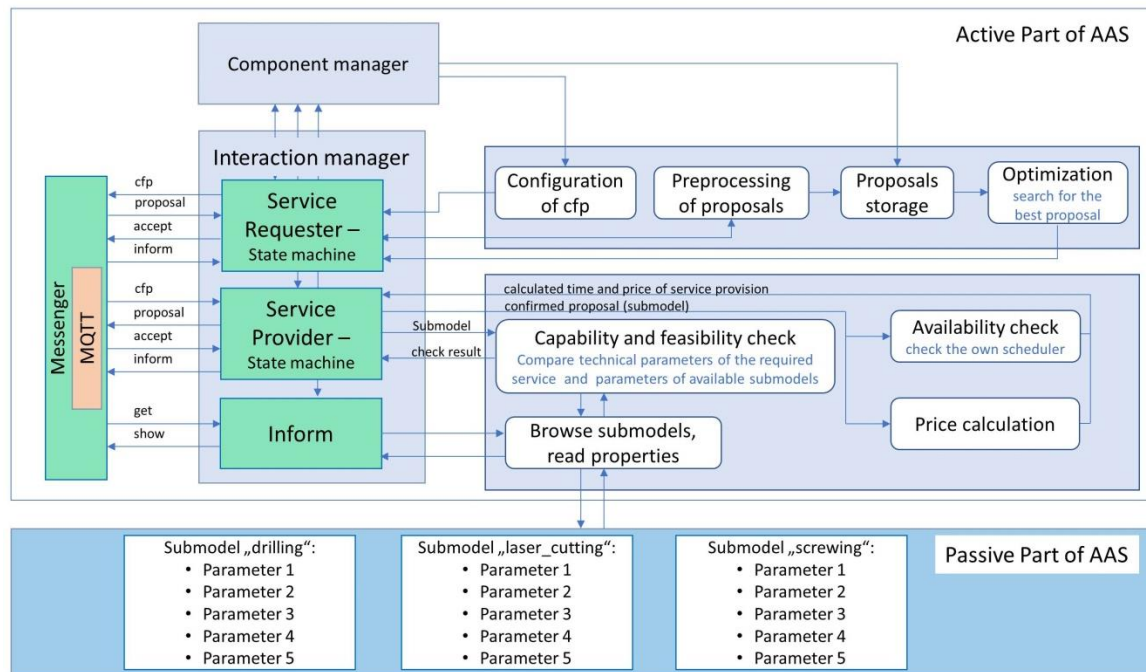 Active Part of AAS
Component manager
Interaction manager
Configuration
of cfp
Preprocessing
of proposals
Proposals
storage
Optimization
search for the
best proposal
cfp
proposal
accept
inform
Service
Requester –
State machine
Messenger
MQTT
cfp
proposal
accept
inform
Service
Provider –
State machine
calculated time and price of service provision
confirmed proposal (submodel)
Submodel
check result
Capability and feasibility check
Compare technical parameters of the required
service and parameters of available submodels
Availability check
check the own scheduler
Price calculation
get
show
Inform
Browse submodels,
read properties
Passive Part of AAS
Submodel „drilling“:
• Parameter 1
• Parameter 2
• Parameter 3
• Parameter 4
• Parameter 5
Submodel „laser_cutting“:
• Parameter 1
• Parameter 2
• Parameter 3
• Parameter 4
• Parameter 5
Submodel „screwing“:
• Parameter 1
• Parameter 2
• Parameter 3
• Parameter 4
• Parameter 5